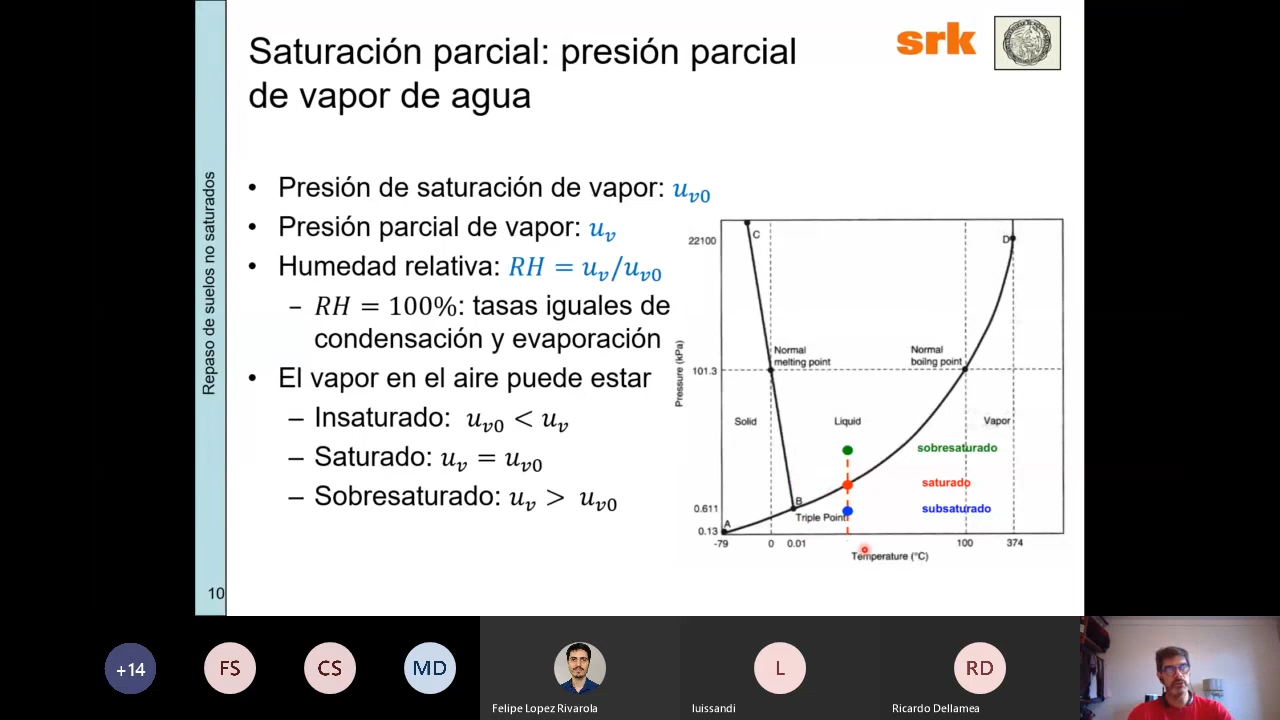 Saturación parcial: presión parcial
de vapor de agua
srk
Repaso de suelos no saturados
• Presión de saturación de vapor: u_v0
• Presión parcial de vapor: u_v
• Humedad relativa: RH = u_v/u_v0
– RH = 100%: tasas iguales de
condensación y evaporación
• El vapor en el aire puede estar
– Insaturado: u_v0 < u_v
– Saturado: u_v = u_v0
– Sobresaturado: u_v > u_v0
10
Pressure (kPa)
22100
101.3
0.611
0.13
C
D
Normal
melting point
Normal
boilng point
Solid
Liquid
Vapor
sobresaturado
saturado
subsaturado
B
Triple Point
A
-79
0
0.01
100
374
Temperature (°C)
+14
FS
CS
MD
L
RD
Felipe Lopez Rivarola
luissandi
Ricardo Dellamea